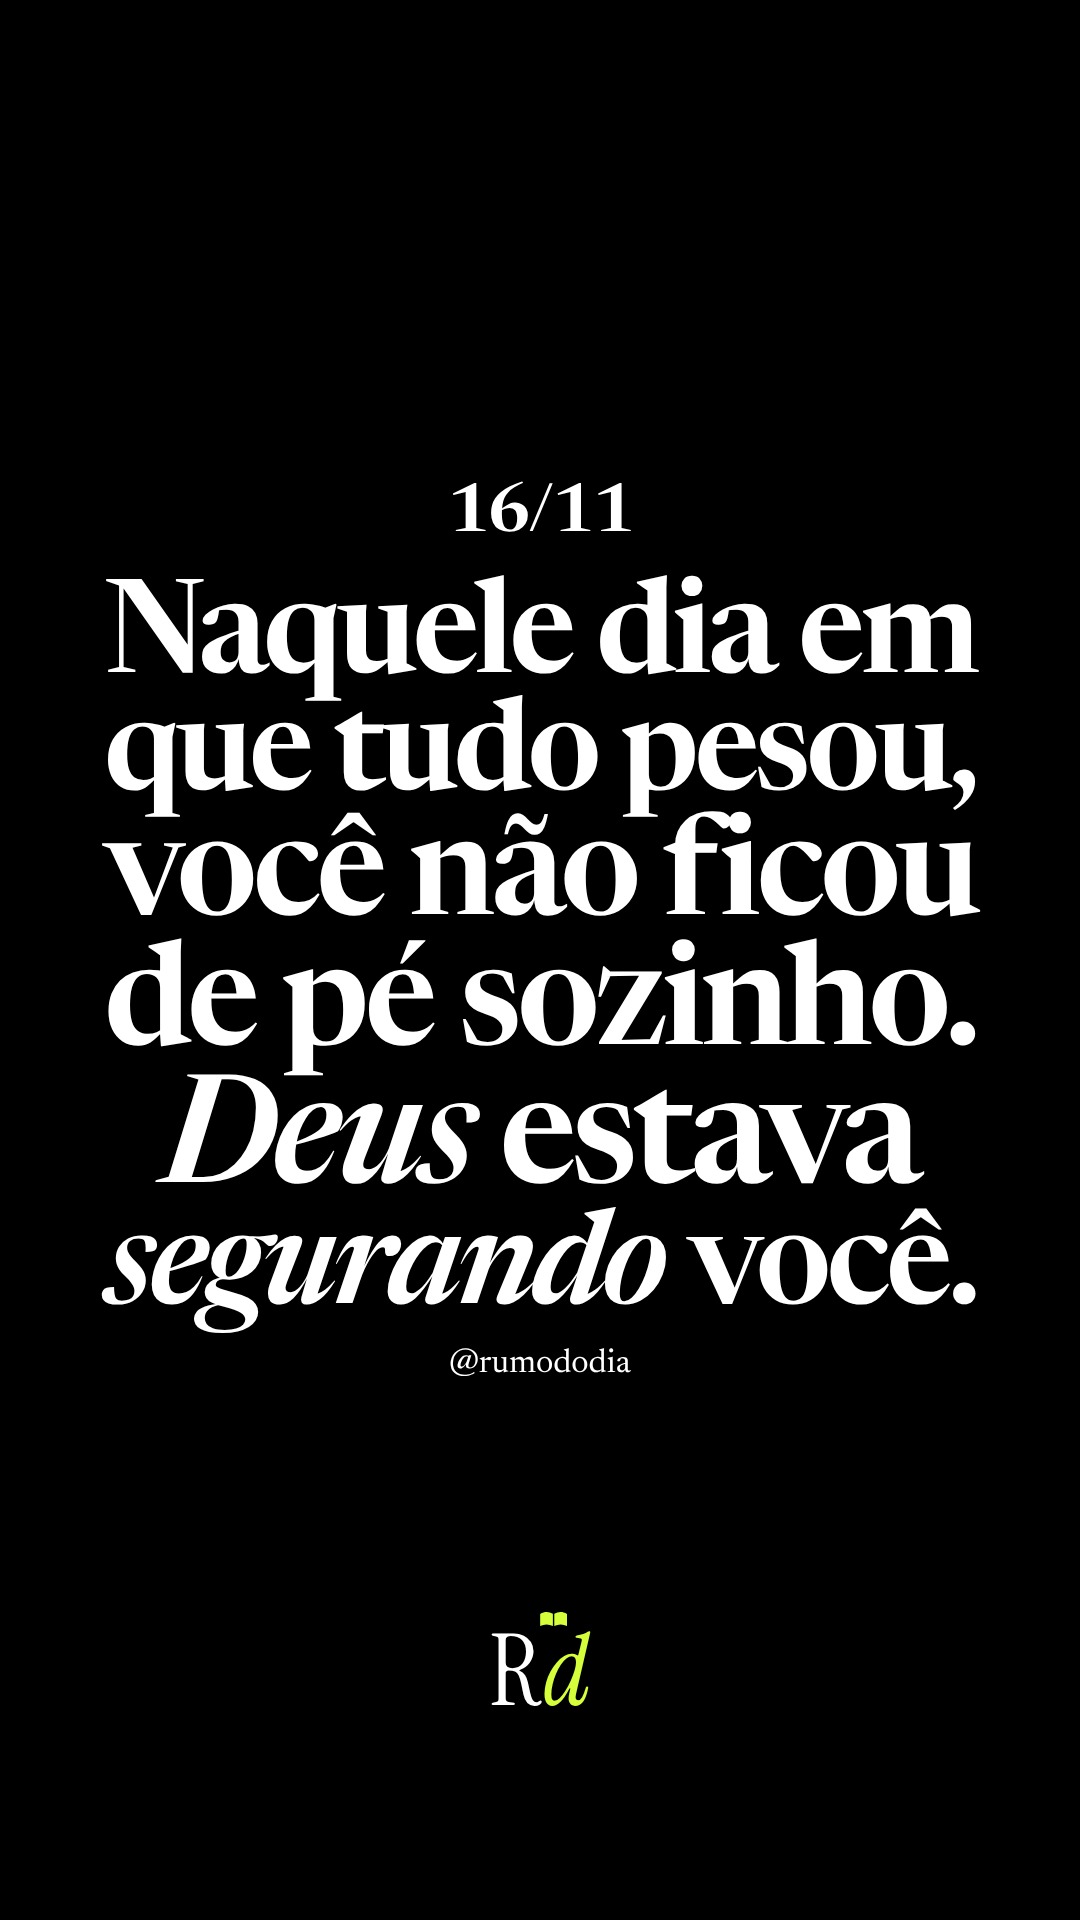 16/11
Naquele dia em
que tudo pesou,
você não ficou
de pé sozinho.
Deus estava
segurando você.
@rumododia
Rd